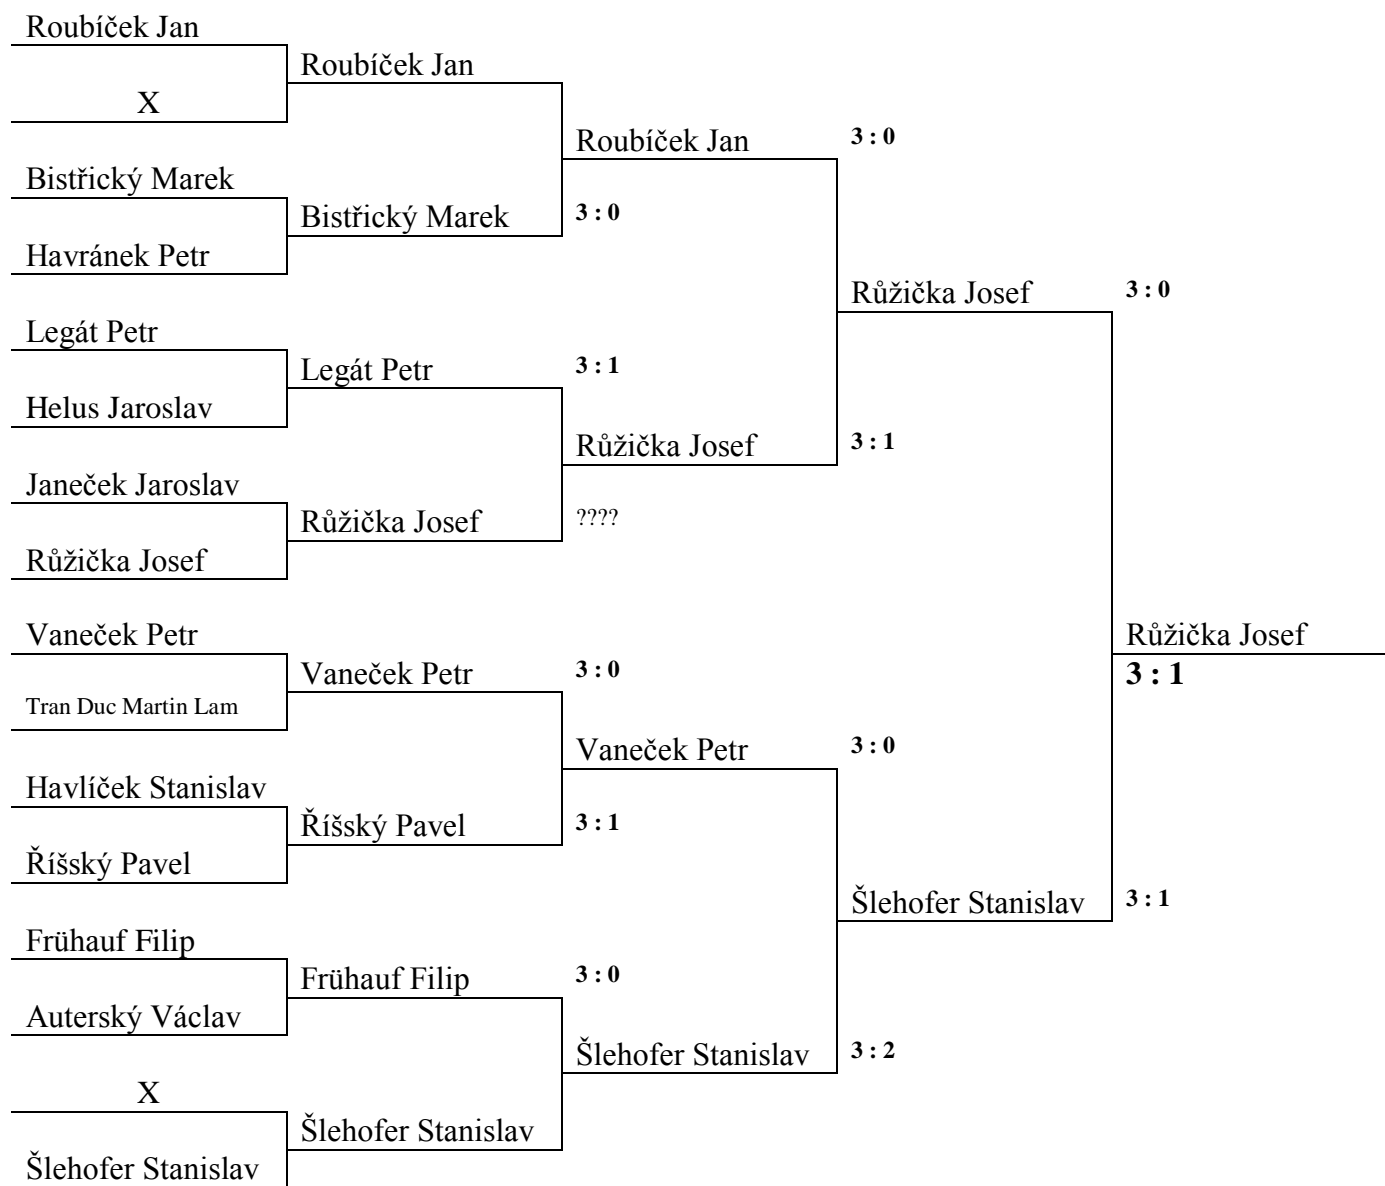 Roubíček Jan
Roubíček Jan
X
Roubíček Jan
3 : 0
Bistřický Marek
Bistřický Marek
3 : 0
Havránek Petr
Růžička Josef
3 : 0
Legát Petr
Legát Petr
3 : 1
Helus Jaroslav
Růžička Josef
3 : 1
Janeček Jaroslav
Růžička Josef
????
Růžička Josef
Vaneček Petr
Růžička Josef
3 : 1
Vaneček Petr
3 : 0
Tran Duc Martin Lam
Vaneček Petr
3 : 0
Havlíček Stanislav
Říšský Pavel
3 : 1
Říšský Pavel
Šlehofer Stanislav
3 : 1
Frühauf Filip
Frühauf Filip
3 : 0
Auterský Václav
Šlehofer Stanislav
3 : 2
X
Šlehofer Stanislav
Šlehofer Stanislav